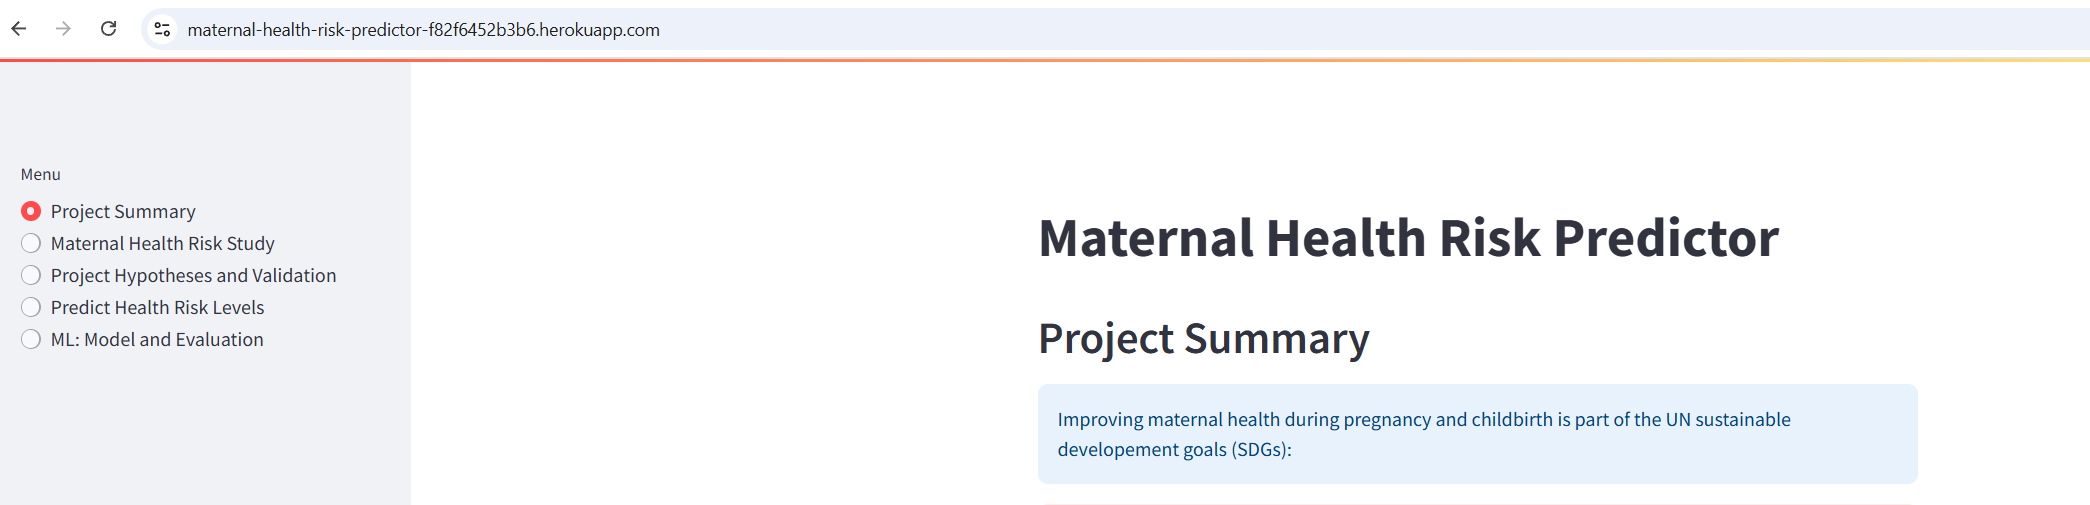 maternal-health-risk-predictor-f82f6452b3b6.herokuapp.com
Menu
Project Summary
Maternal Health Risk Study
Project Hypotheses and Validation
Predict Health Risk Levels
ML: Model and Evaluation
Maternal Health Risk Predictor
Project Summary
Improving maternal health during pregnancy and childbirth is part of the UN sustainable
developement goals (SDGs):